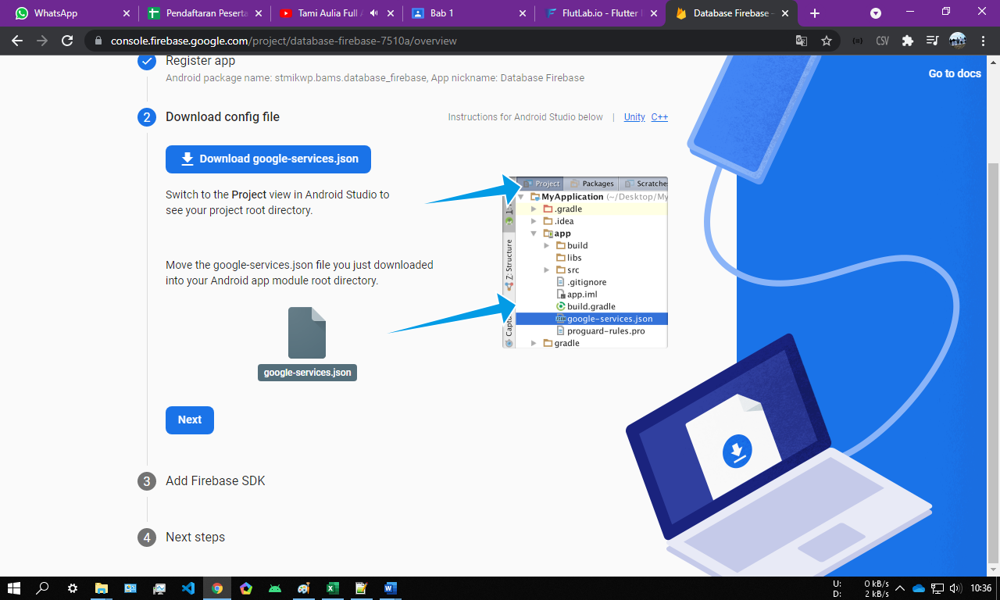 WhatsApp
Pendaftaran Peserta
Tami Aulia Full A
Bab 1
FlutLab.io - Flutter
Database Firebase -
console.firebase.google.com/project/database-firebase-7510a/overview
CSV
Register app
Android package name: stmikwp.bams.database_firebase, App nickname: Database Firebase
Go to docs
2 Download config file
Instructions for Android Studio below | Unity C++
Download google-services.json
Switch to the Project view in Android Studio to
see your project root directory.
Move the google-services.json file you just downloaded
into your Android app module root directory.
google-services.json
Project Packages Scratche
MyApplication (~/Desktop/My
.gradle
.idea
app
build
libs
src
.gitignore
app.iml
build.gradle
google-services.json
proguard-rules.pro
gradle
Z: Structure
Captu
Next
3 Add Firebase SDK
4 Next steps
U: 0 kB/s
D: 2 kB/s
10:36